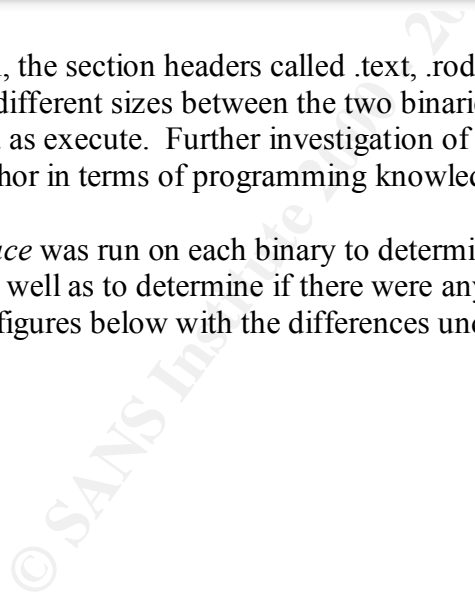 , the section headers called .text, .rod
different sizes between the two binari
as execute. Further investigation of
hor in terms of programming knowled
ace was run on each binary to determi
well as to determine if there were any
figures below with the differences und
© SANS Institute 2000 - 20